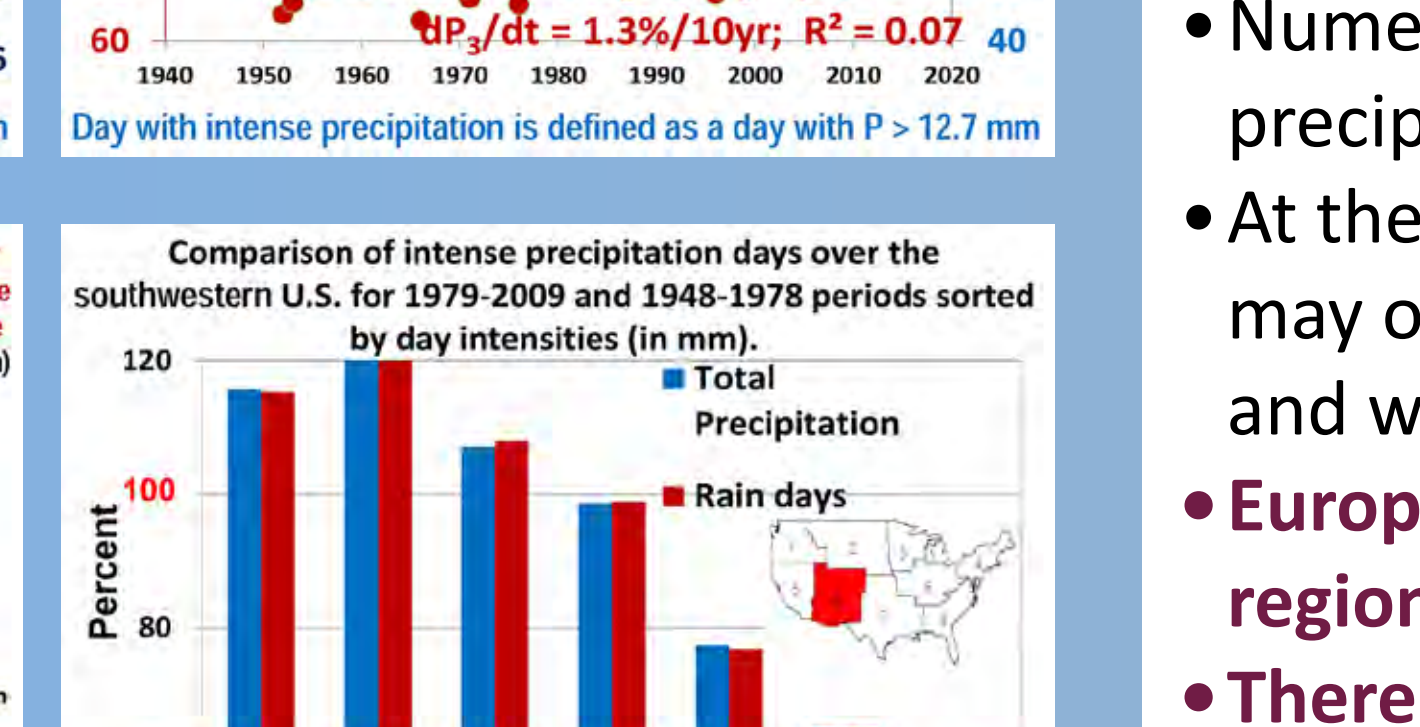 60
dP₃/dt = 1.3%/10yr; R² = 0.07
40
1940 1950 1960 1970 1980 1990 2000 2010 2020
Day with intense precipitation is defined as a day with P > 12.7 mm
Comparison of intense precipitation days over the
southwestern U.S. for 1979-2009 and 1948-1978 periods sorted
by day intensities (in mm).
120
100
80
Percent
Total
Precipitation
Rain days
•Nume
precip
•At the
may o
and w
•Europ
region
•There